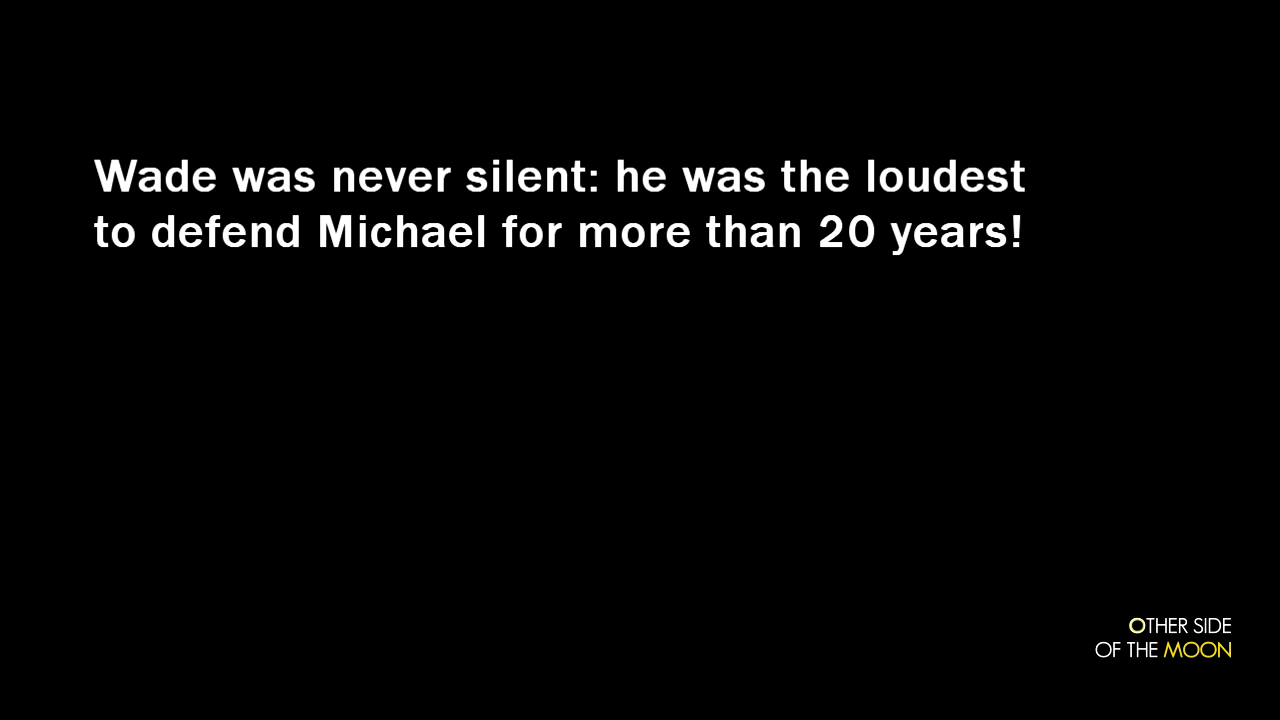 Wade was never silent: he was the loudest
to defend Michael for more than 20 years!
OTHER SIDE
OF THE MOON